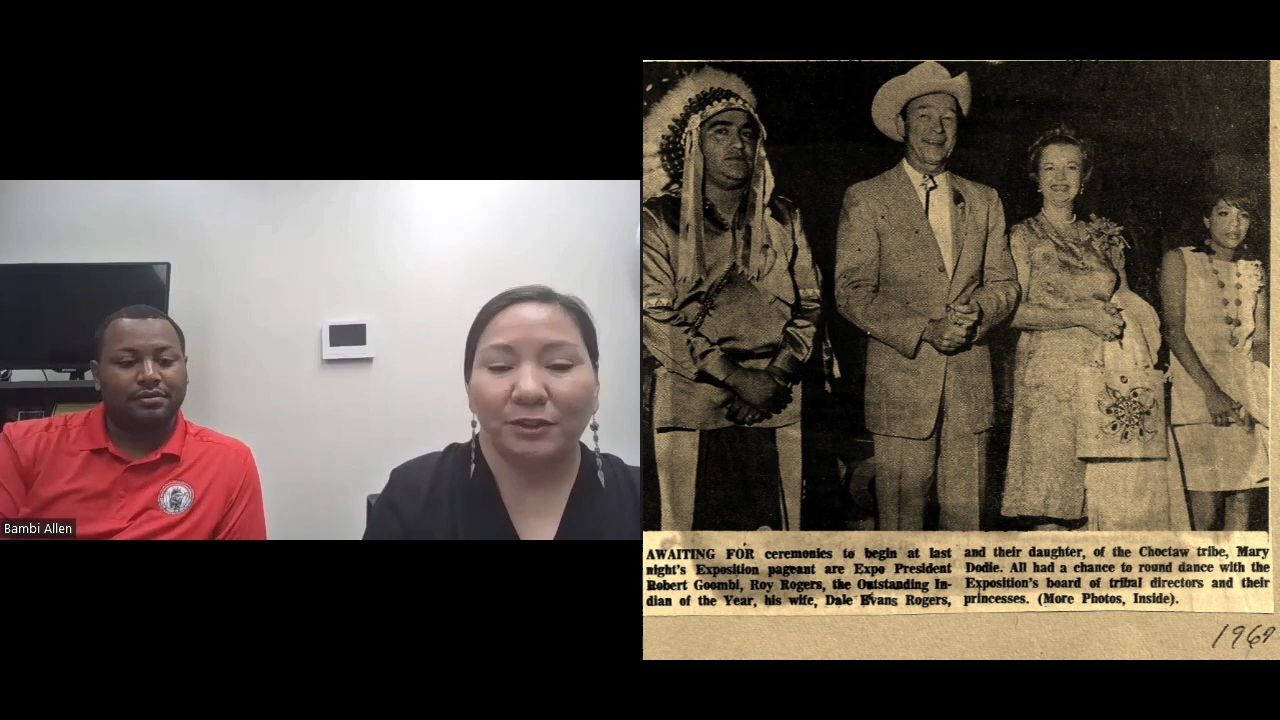 Bambi Allen
AWAITING FOR ceremonies to begin at last
night's Exposition pageant are Expo President
Robert Goombi, Roy Rogers, the Outstanding In-
dian of the Year, his wife, Dale Evans Rogers,
and their daughter, of the Choctaw tribe, Mary
Dodie. All had a chance to round dance with the
Exposition's board of tribal directors and their
princesses. (More Photos, Inside).
1969